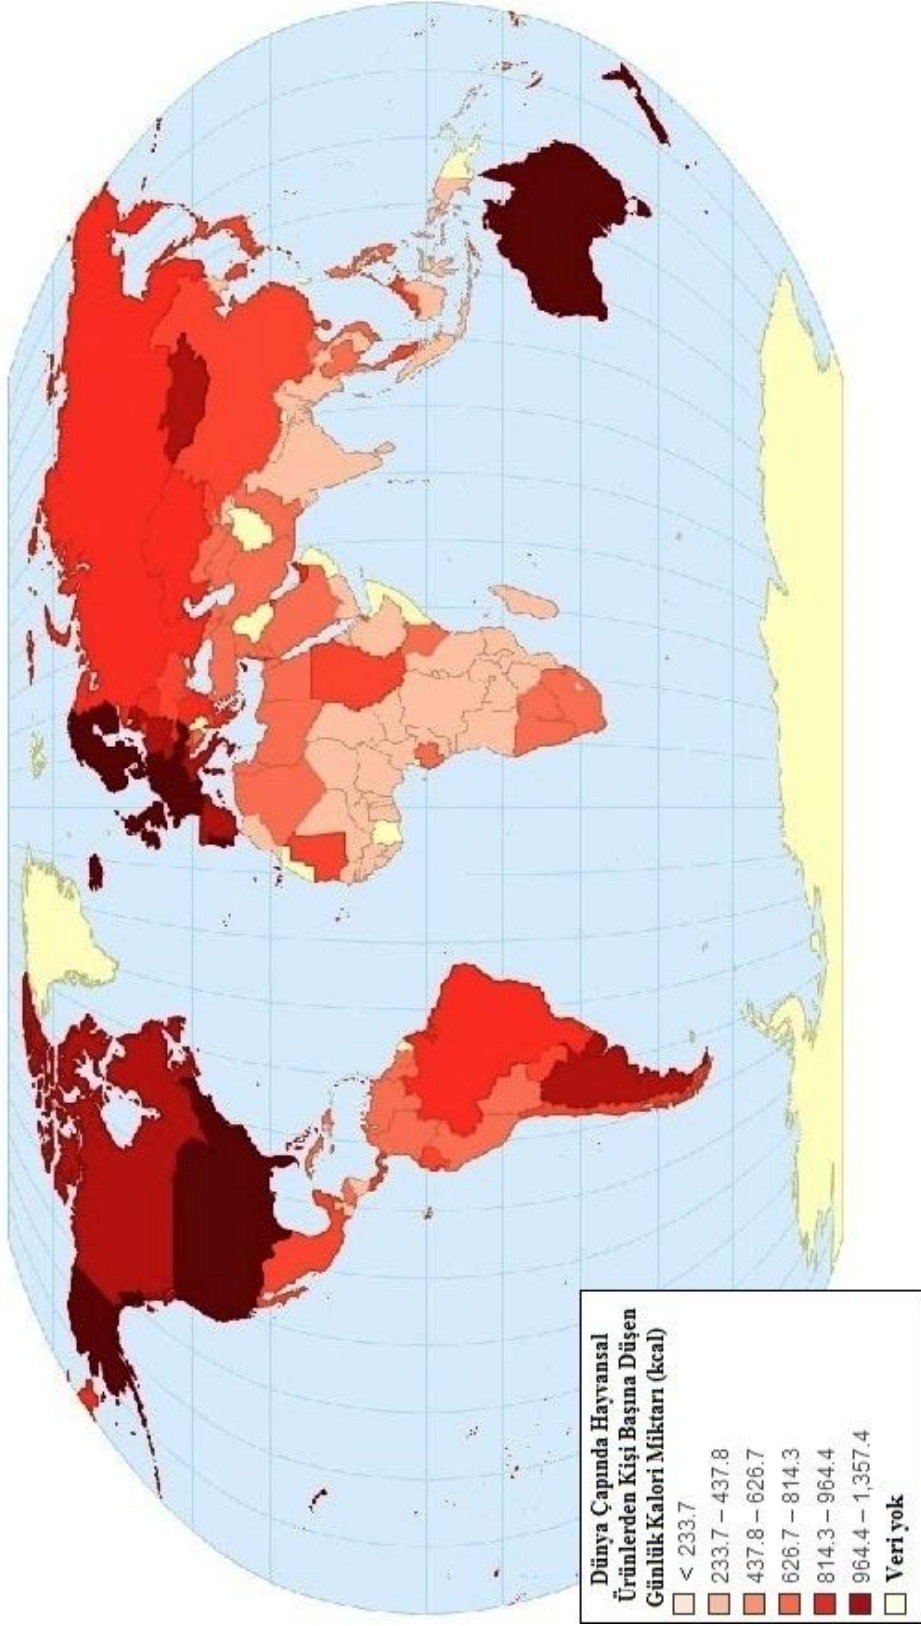 Dünya Çapında Hayvansal
Ürünlerden Kişi Başına Düşen
Günlük Kalori Miktarı (kcal)
< 233.7
233.7 – 437.8
437.8 – 626.7
626.7 – 814.3
814.3 – 964.4
964.4 – 1,357.4
Veri yok